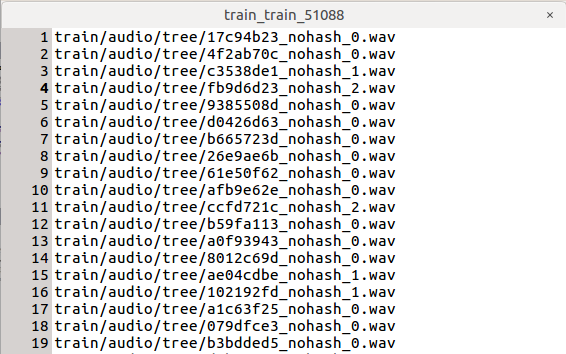 train_train_51088 ×
1 train/audio/tree/17c94b23_nohash_0.wav
2 train/audio/tree/4f2ab70c_nohash_0.wav
3 train/audio/tree/c3538de1_nohash_1.wav
4 train/audio/tree/fb9d6d23_nohash_2.wav
5 train/audio/tree/9385508d_nohash_0.wav
6 train/audio/tree/d0426d63_nohash_0.wav
7 train/audio/tree/b665723d_nohash_0.wav
8 train/audio/tree/26e9ae6b_nohash_0.wav
9 train/audio/tree/61e50f62_nohash_0.wav
10 train/audio/tree/afb9e62e_nohash_0.wav
11 train/audio/tree/ccfd721c_nohash_2.wav
12 train/audio/tree/b59fa113_nohash_0.wav
13 train/audio/tree/a0f93943_nohash_0.wav
14 train/audio/tree/8012c69d_nohash_0.wav
15 train/audio/tree/ae04cdbe_nohash_1.wav
16 train/audio/tree/102192fd_nohash_1.wav
17 train/audio/tree/a1c63f25_nohash_0.wav
18 train/audio/tree/079dfce3_nohash_0.wav
19 train/audio/tree/b3bdded5_nohash_0.wav